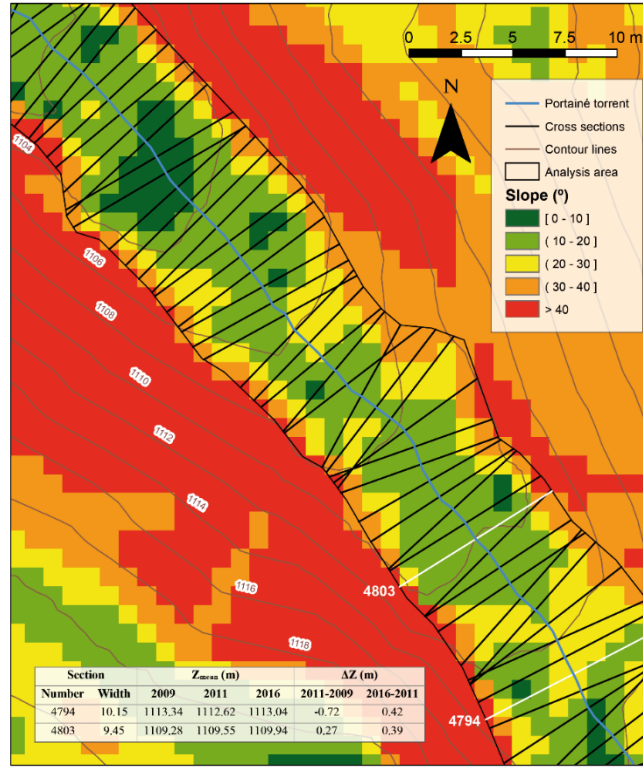 0 2.5 5 7.5 10 m
N
Portainé torrent
Cross sections
Contour lines
Analysis area
Slope (º)
[ 0 - 10 ]
( 10 - 20 ]
( 20 - 30 ]
( 30 - 40 ]
> 40
1104
1106
1108
1110
1112
1114
1116
1118
4803
4794
Section Zmean (m) ΔZ (m)
Number Width 2009 2011 2016 2011-2009 2016-2011
4794 10.15 1113.34 1112.62 1113.04 -0.72 0.42
4803 9.45 1109.28 1109.55 1109.94 0.27 0.39